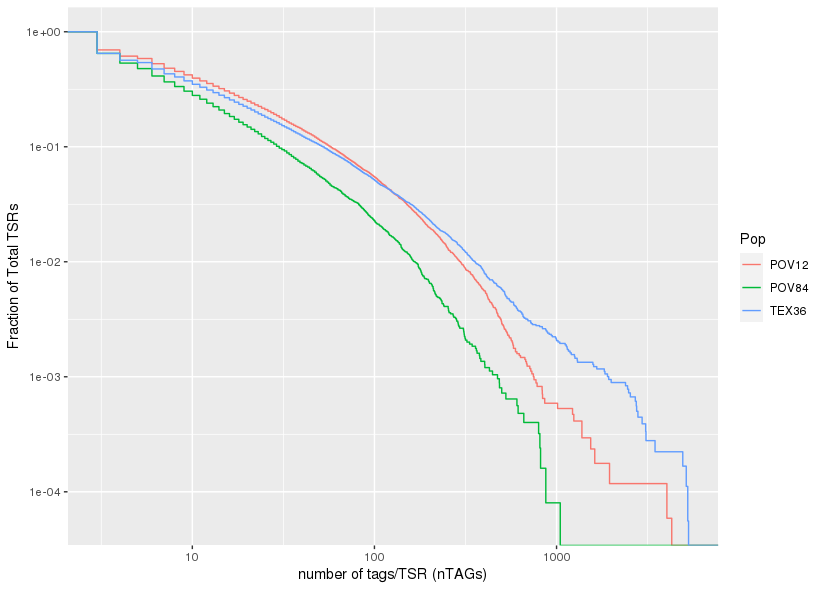 1e+00
1e-01
1e-02
1e-03
1e-04
Fraction of Total TSRs
10
100
1000
number of tags/TSR (nTAGs)
Pop
POV12
POV84
TEX36